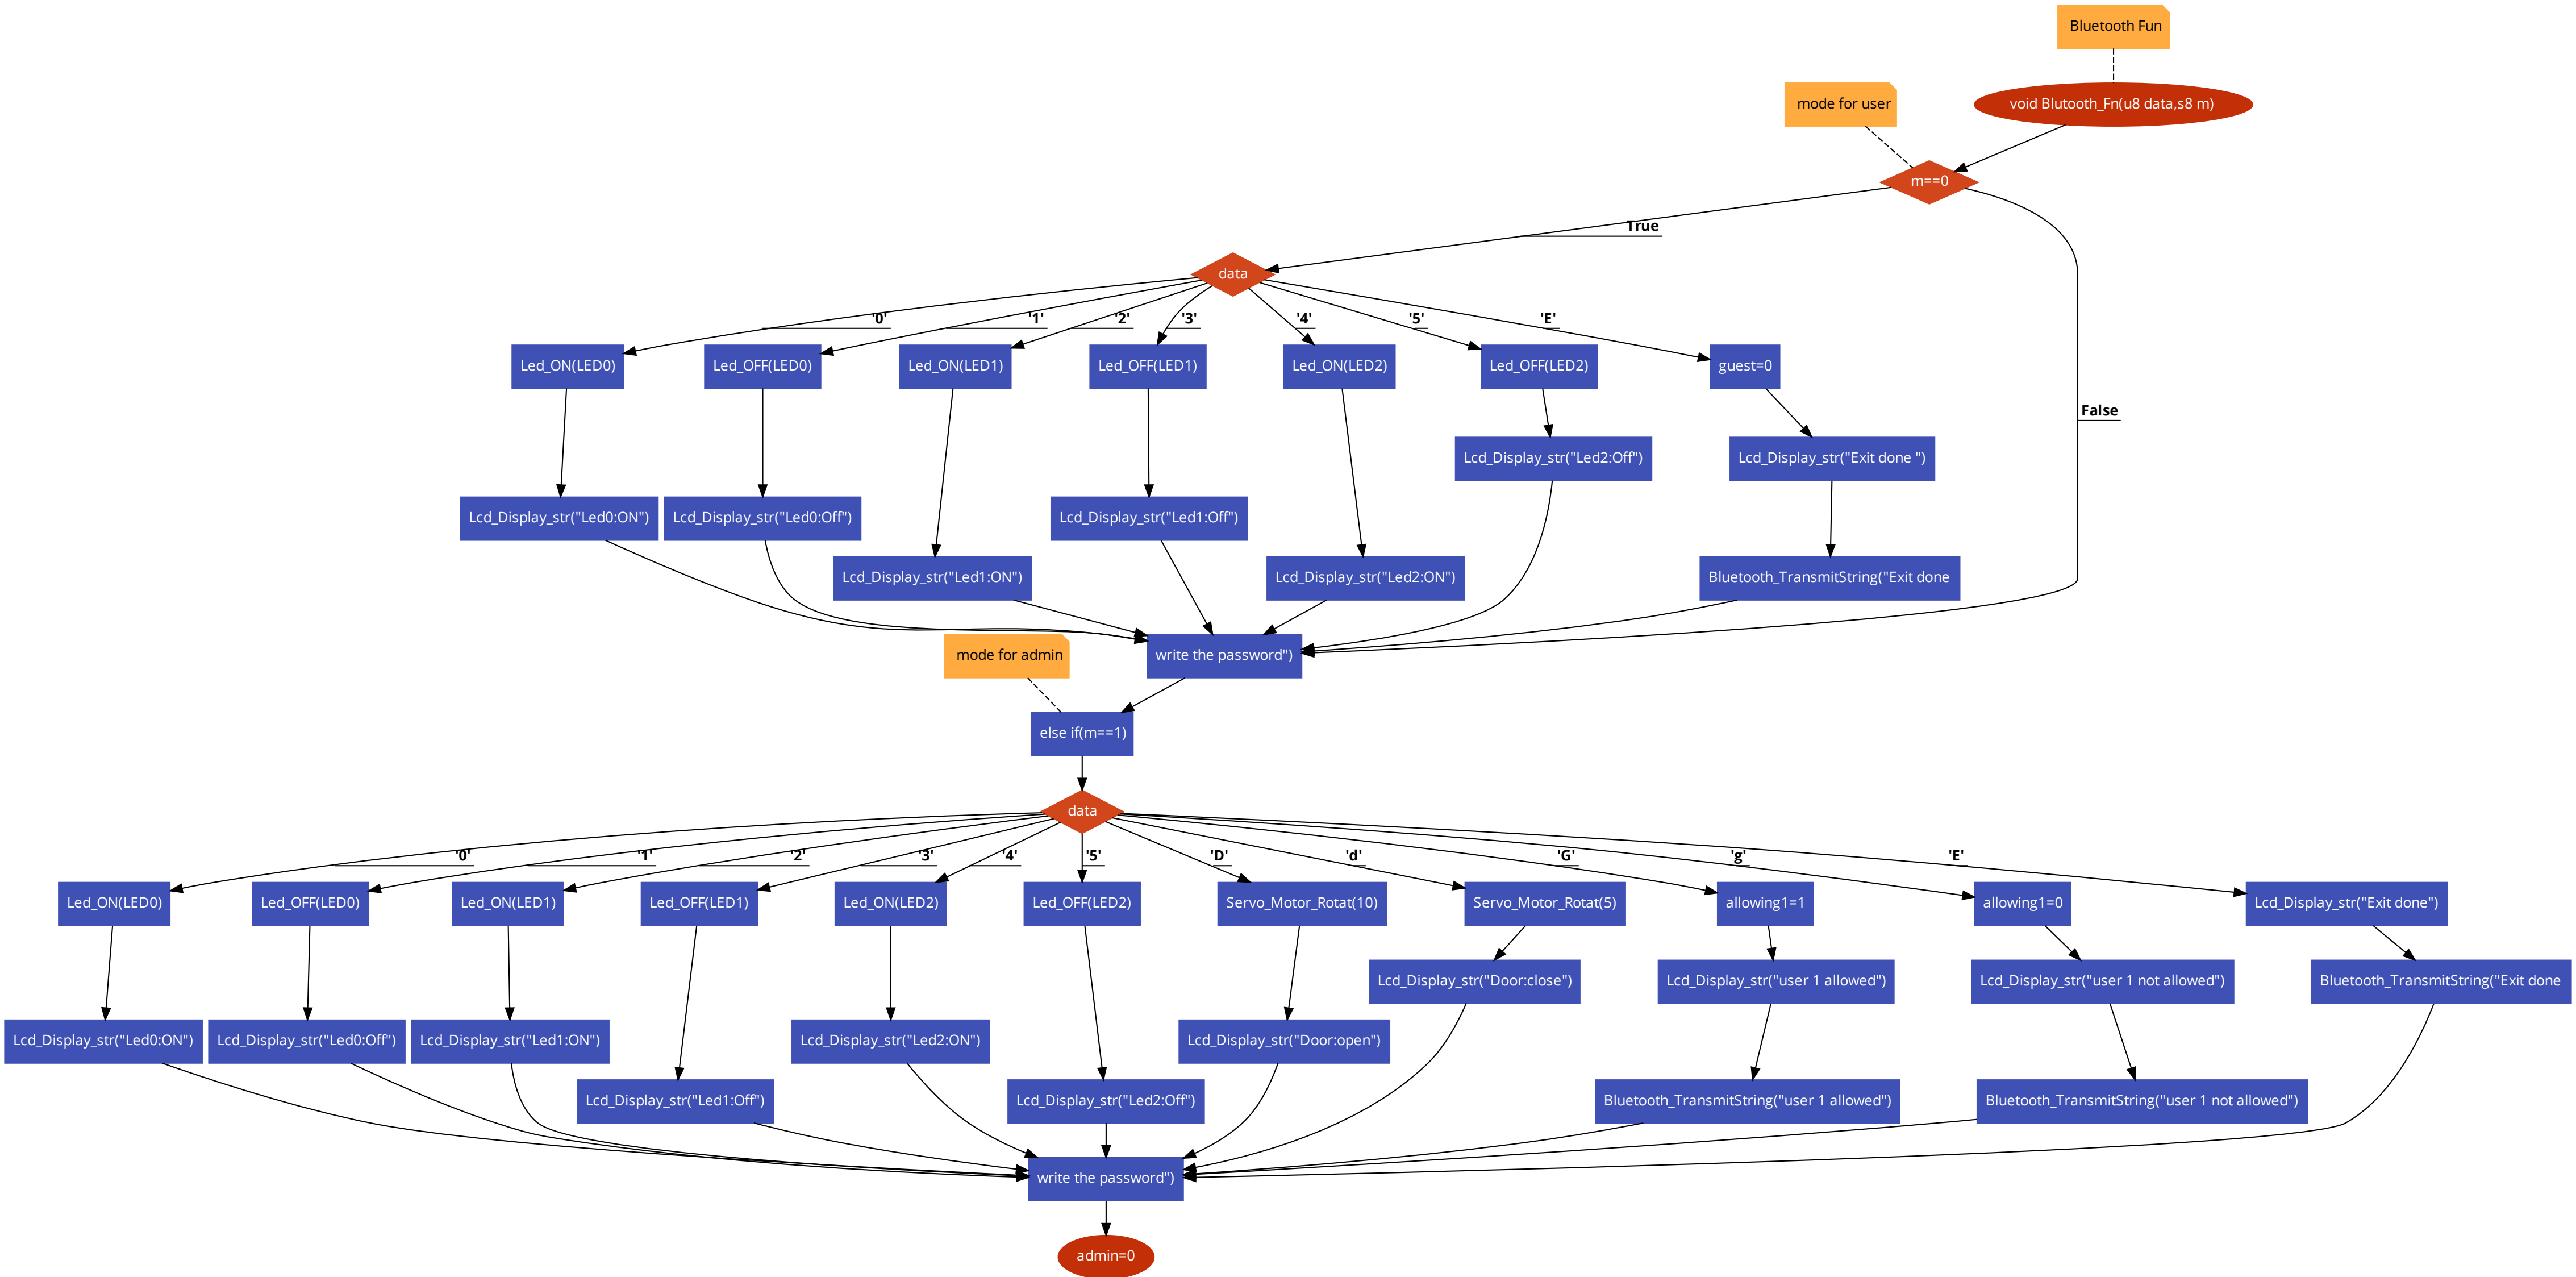 Bluetooth Fun
mode for user
void Blutooth_Fn(u8 data,s8 m)
m==0
True
data
'0'
'1'
'2'
'3'
'4'
'5'
'E'
Led_ON(LED0)
Led_OFF(LED0)
Led_ON(LED1)
Led_OFF(LED1)
Led_ON(LED2)
Led_OFF(LED2)
guest=0
False
Lcd_Display_str("Led2:Off")
Lcd_Display_str("Exit done ")
Lcd_Display_str("Led0:ON")
Lcd_Display_str("Led0:Off")
Lcd_Display_str("Led1:Off")
Lcd_Display_str("Led1:ON")
Lcd_Display_str("Led2:ON")
Bluetooth_TransmitString("Exit done
mode for admin
write the password")
else if(m==1)
data
'0'
'1'
'2'
'3'
'4'
'5'
'D'
'd'
'G'
'g'
'E'
Led_ON(LED0)
Led_OFF(LED0)
Led_ON(LED1)
Led_OFF(LED1)
Led_ON(LED2)
Led_OFF(LED2)
Servo_Motor_Rotat(10)
Servo_Motor_Rotat(5)
allowing1=1
allowing1=0
Lcd_Display_str("Exit done")
Lcd_Display_str("Door:close")
Lcd_Display_str("user 1 allowed")
Lcd_Display_str("user 1 not allowed")
Bluetooth_TransmitString("Exit done
Lcd_Display_str("Led0:ON")
Lcd_Display_str("Led0:Off")
Lcd_Display_str("Led1:ON")
Lcd_Display_str("Led2:ON")
Lcd_Display_str("Door:open")
Lcd_Display_str("Led1:Off")
Lcd_Display_str("Led2:Off")
Bluetooth_TransmitString("user 1 allowed")
Bluetooth_TransmitString("user 1 not allowed")
write the password")
admin=0